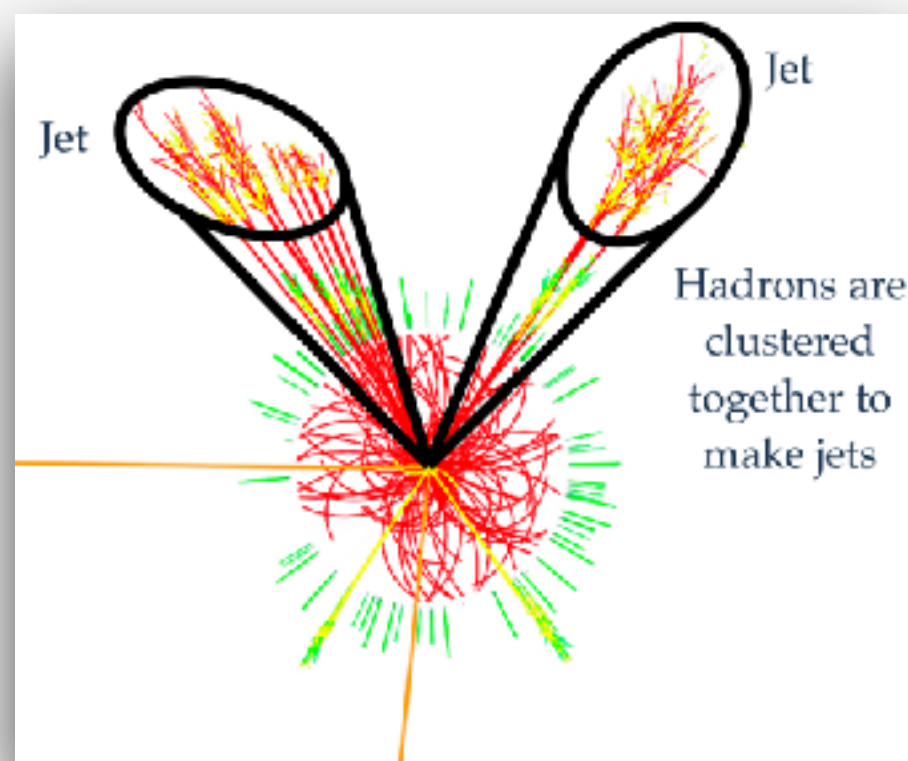 Jet
Jet
Hadrons are
clustered
together to
make jets